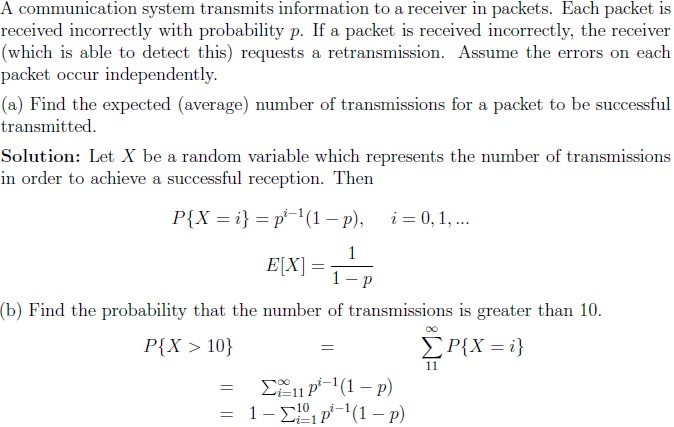 A communication system transmits information to a receiver in packets. Each packet is
received incorrectly with probability p. If a packet is received incorrectly, the receiver
(which is able to detect this) requests a retransmission. Assume the errors on each
packet occur independently.
(a) Find the expected (average) number of transmissions for a packet to be successful
transmitted.
Solution: Let X be a random variable which represents the number of transmissions
in order to achieve a successful reception. Then
P{X = i} = p^{i−1}(1 − p), i = 0, 1, ...
E[X] = \frac{1}{1 − p}
(b) Find the probability that the number of transmissions is greater than 10.
P{X > 10} = \sum_{11}^{∞} P{X = i}
= Σ_{i=11}^{∞} p^{i−1}(1 − p)
= 1 − Σ_{i=1}^{10} p^{i−1}(1 − p)